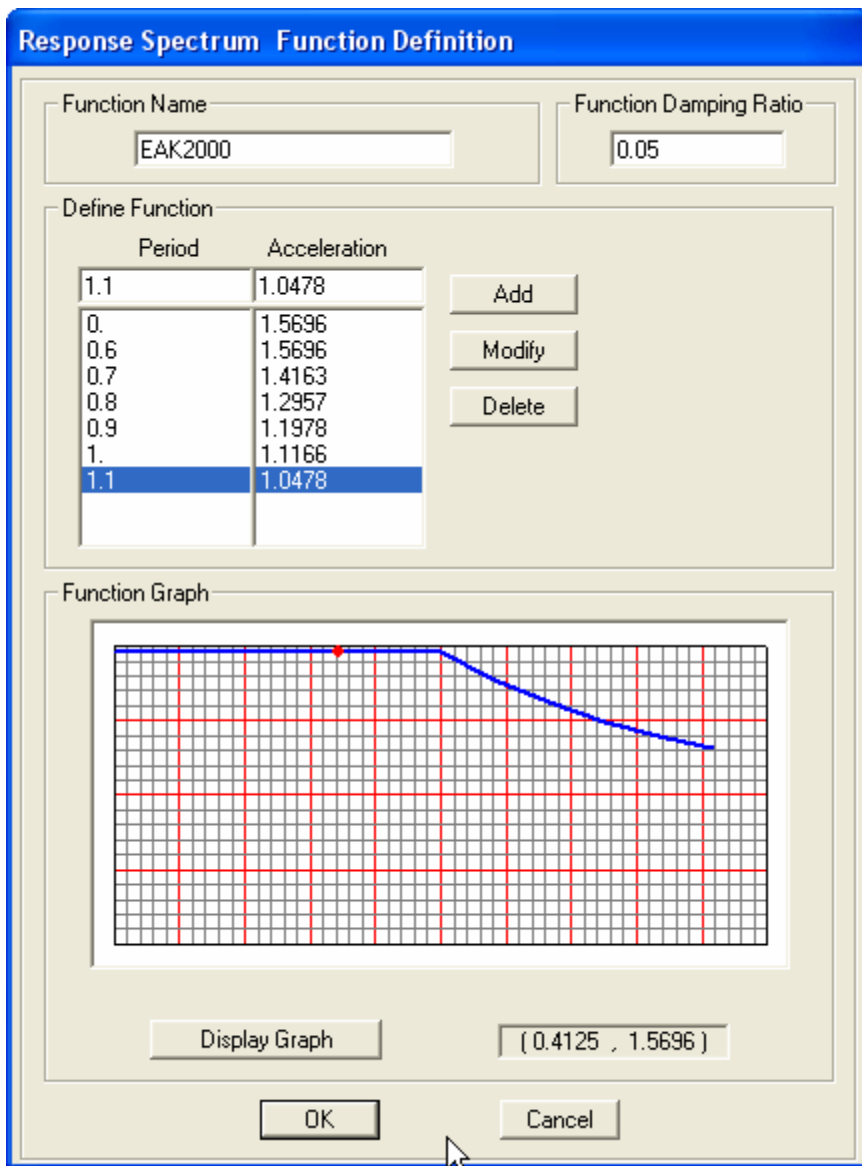 Response Spectrum Function Definition
Function Name
Function Damping Ratio
EAK2000
0.05
Define Function
Period Acceleration
1.1 1.0478
Add
0. 1.5696
0.6 1.5696
Modify
0.7 1.4163
0.8 1.2957
Delete
0.9 1.1978
1. 1.1166
1.1 1.0478
Function Graph
Display Graph
( 0.4125 , 1.5696 )
OK
Cancel